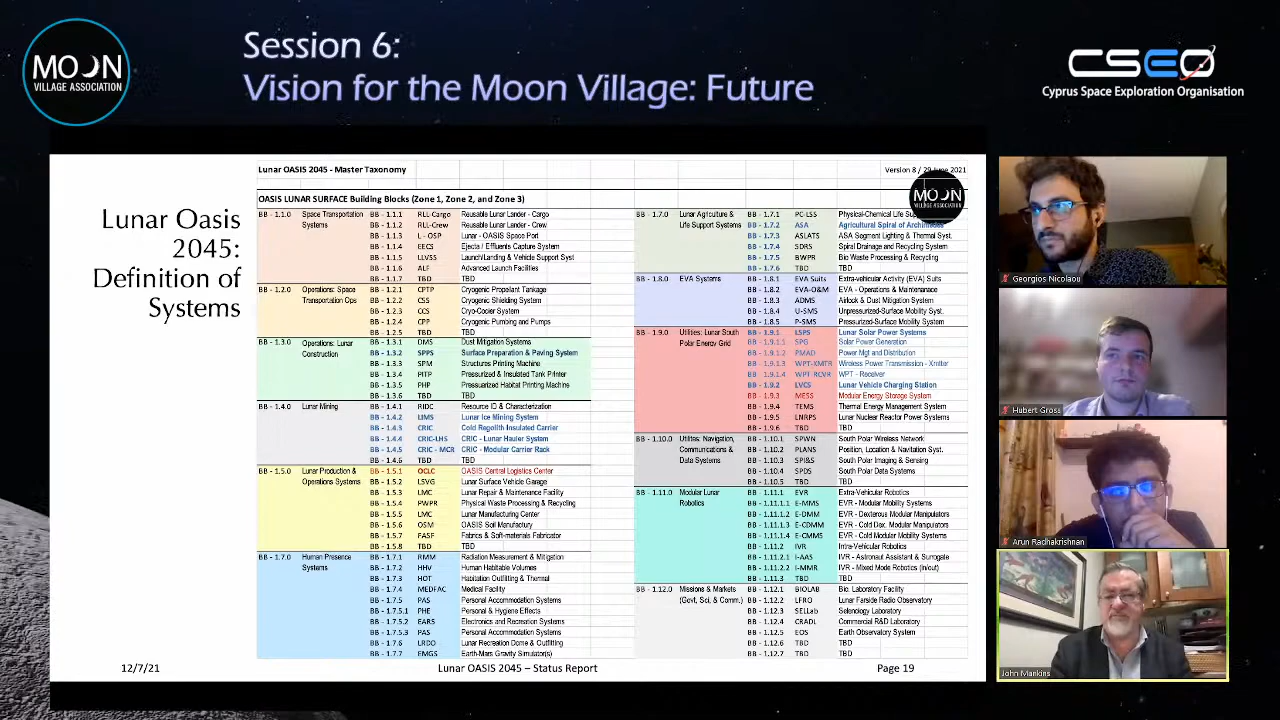 MOON
VILLAGE ASSOCIATION
Session 6:
Vision for the Moon Village: Future
CSEO
Cyprus Space Exploration Organisation
Lunar Oasis
2045:
Definition of
Systems
Lunar OASIS 2045 - Master Taxonomy
Version 8 / 29 June 2021
MOON
VILLAGE ASSOCIATION
OASIS LUNAR SURFACE Building Blocks (Zone 1, Zone 2, and Zone 3)
BB - 1.1.0 Space Transportation Systems
BB - 1.1.1 RLL-Cargo Reusable Lunar Lander - Cargo
BB - 1.1.2 RLL-Crew Reusable Lunar Lander - Crew
BB - 1.1.3 L - OSP Lunar - OASIS Space Port
BB - 1.1.4 EECS Ejecta / Effluents Capture System
BB - 1.1.5 LLVSS Launch/Landing & Vehicle Support Syst
BB - 1.1.6 ALF Advanced Launch Facilities
BB - 1.1.7 TBD TBD
BB - 1.2.0 Operations: Space Transportation Ops
BB - 1.2.1 CPTP Cryogenic Propellant Tankage
BB - 1.2.2 CSS Cryogenic Shielding System
BB - 1.2.3 CCS Cryo-Cooler System
BB - 1.2.4 CPP Cryogenic Pumping and Pumps
BB - 1.2.5 TBD TBD
BB - 1.3.0 Operations: Lunar Construction
BB - 1.3.1 DMS Dust Mitigation Systems
BB - 1.3.2 SPPS Surface Preparation & Paving System
BB - 1.3.3 SPM Structures Printing Machine
BB - 1.3.4 PITP Pressurized & Insulated Tank Printer
BB - 1.3.5 PHP Pressuarized Habitat Printing Machine
BB - 1.3.6 TBD TBD
BB - 1.4.0 Lunar Mining
BB - 1.4.1 RIDC Resource ID & Characterization
BB - 1.4.2 LIMS Lunar Ice Mining System
BB - 1.4.3 CRIC Cold Regolith Insulated Carrier
BB - 1.4.4 CRIC-LHS CRIC - Lunar Hauler System
BB - 1.4.5 CRIC - MCR CRIC - Modular Carrier Rack
BB - 1.4.6 TBD TBD
BB - 1.5.0 Lunar Production & Operations Systems
BB - 1.5.1 OCLC OASIS Central Logistics Center
BB - 1.5.2 LSVG Lunar Surface Vehicle Garage
BB - 1.5.3 LMC Lunar Repair & Maintenance Facility
BB - 1.5.4 PWPR Physical Waste Processing & Recycling
BB - 1.5.5 LMC Lunar Manufacturing Center
BB - 1.5.6 OSM OASIS Soil Manufactury
BB - 1.5.7 FASF Fabrics & Soft-materials Fabricator
BB - 1.5.8 TBD TBD
BB - 1.7.0 Human Presence Systems
BB - 1.7.1 RMM Radiation Measurement & Mitigation
BB - 1.7.2 HHV Human Habitable Volumes
BB - 1.7.3 HOT Habitation Outfitting & Thermal
BB - 1.7.4 MEDFAC Medical Facility
BB - 1.7.5 PAS Personal Accommodation Systems
BB - 1.7.5.1 PHE Personal & Hygiene Effects
BB - 1.7.5.2 EARS Electronics and Recreation Systems
BB - 1.7.5.3 PAS Personal Accommodation Systems
BB - 1.7.6 LRDO Lunar Recreation Dome & Outfitting
BB - 1.7.7 EMGS Earth-Mars Gravity Simulator(s)
BB - 1.7.0 Lunar Agriculture & Life Support Systems
BB - 1.7.1 PC-LSS Physical-Chemical Life
BB - 1.7.2 ASA Agricultural Spiral of Archimedes
BB - 1.7.3 ASLATS ASA Segment Lighting & Thermal Syst.
BB - 1.7.4 SDRS Spiral Drainage and Recycling System
BB - 1.7.5 BWPR Bio Waste Processing & Recycling
BB - 1.7.6 TBD TBD
BB - 1.8.0 EVA Systems
BB - 1.8.1 EVA Suits Extra-vehicular Activity (EVA) Suits
BB - 1.8.2 EVA-O&M EVA - Operations & Maintenanace
BB - 1.8.3 ADMS Airlock & Dust Mitigation System
BB - 1.8.4 U-SMS Unpressurized-Surface Mobility Syst.
BB - 1.8.5 P-SMS Pressurized-Surface Mobility System
BB - 1.9.0 Utilities: Lunar South Polar Energy Grid
BB - 1.9.1 LSPS Lunar Solar Power Systems
BB - 1.9.1.1 SPG Solar Power Generation
BB - 1.9.1.2 PMAD Power Mgt and Distribution
BB - 1.9.1.3 WPT-XMTR Wireless Power Transmission - Xmitter
BB - 1.9.1.4 WPT-RCVR WPT - Receiver
BB - 1.9.2 LVCS Lunar Vehicle Charging Station
BB - 1.9.3 MESS Modular Energy Storage System
BB - 1.9.4 TEMS Thermal Energy Management System
BB - 1.9.5 LNRPS Lunar Nuclear Reactor Power Systems
BB - 1.9.6 TBD TBD
BB - 1.10.0 Utilites: Navigation, Communications & Data Systems
BB - 1.10.1 SPWN South Polar Wireless Network
BB - 1.10.2 PLANS Position, Location & Navigation Syst.
BB - 1.10.3 SPI&S South Polar Imaging & Sensing
BB - 1.10.4 SPDS South Polar Data Systems
BB - 1.10.5 TBD TBD
BB - 1.11.0 Modular Lunar Robotics
BB - 1.11.1 EVR Extra-Vehicular Robotics
BB - 1.11.1.1 E-MMS EVR - Modular Mobility Systems
BB - 1.11.1.2 E-DMM EVR - Dexterous Modular Manipulators
BB - 1.11.1.3 E-CDMM EVR - Cold Dex. Modular Manipulators
BB - 1.11.1.4 E-CMMS EVR - Cold Modular Mobility Systems
BB - 1.11.2 IVR Intra-Vehicular Robotics
BB - 1.11.2.1 I-AAS IVR - Astronaut Assistant & Surrogate
BB - 1.11.2.2 I-MMR IVR - Mixed Mode Robotics (in/out)
BB - 1.11.3 TBD TBD
BB - 1.12.0 Missions & Markets (Govt, Sci, & Comm.)
BB - 1.12.1 BIOLAB Bio. Laboratory Facility
BB - 1.12.2 LFRO Lunar Farside Radio Observatory
BB - 1.12.3 SELLab Selenology Laboratory
BB - 1.12.4 CRADL Commercial R&D Laboratory
BB - 1.12.5 EOS Earth Observatory System
BB - 1.12.6 TBD TBD
BB - 1.12.7 TBD TBD
12/7/21
Lunar OASIS 2045 – Status Report
Page 19
Georgios Nicolaou
Hubert Gross
Arun Radhakrishnan
John Mankins